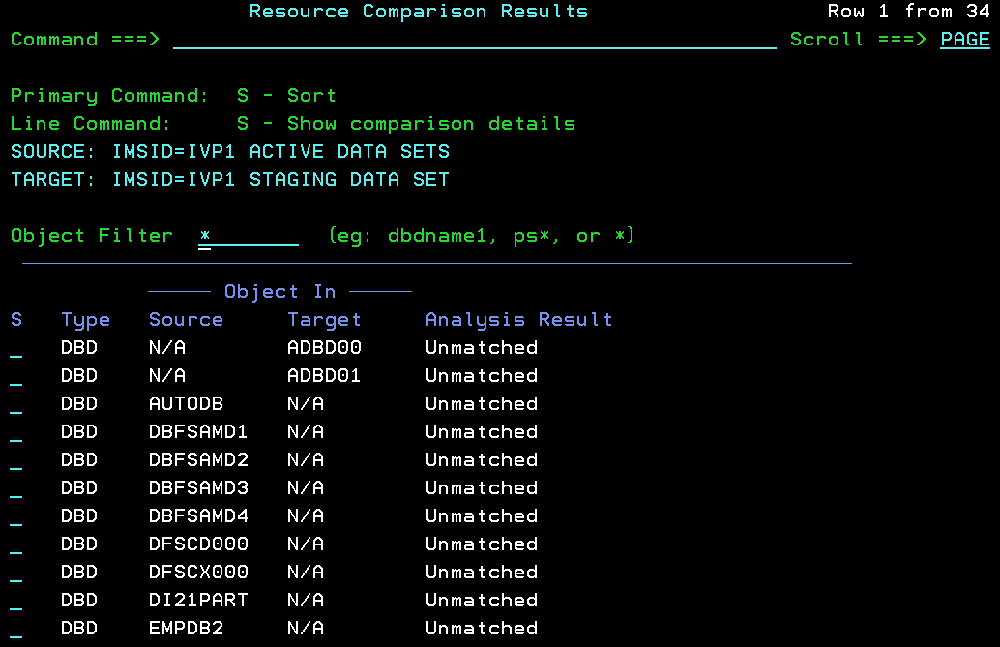 Resource Comparison Results Row 1 from 34
Command ===> Scroll ===> PAGE
Primary Command: S - Sort
Line Command: S - Show comparison details
SOURCE: IMSID=IVP1 ACTIVE DATA SETS
TARGET: IMSID=IVP1 STAGING DATA SET
Object Filter * (eg: dbdname1, ps*, or *)
Object In
S Type Source Target Analysis Result
_ DBD N/A ADBD00 Unmatched
_ DBD N/A ADBD01 Unmatched
_ DBD AUTODB N/A Unmatched
_ DBD DBFSAMD1 N/A Unmatched
_ DBD DBFSAMD2 N/A Unmatched
_ DBD DBFSAMD3 N/A Unmatched
_ DBD DBFSAMD4 N/A Unmatched
_ DBD DFSCD000 N/A Unmatched
_ DBD DFSCX000 N/A Unmatched
_ DBD DI21PART N/A Unmatched
_ DBD EMPDB2 N/A Unmatched